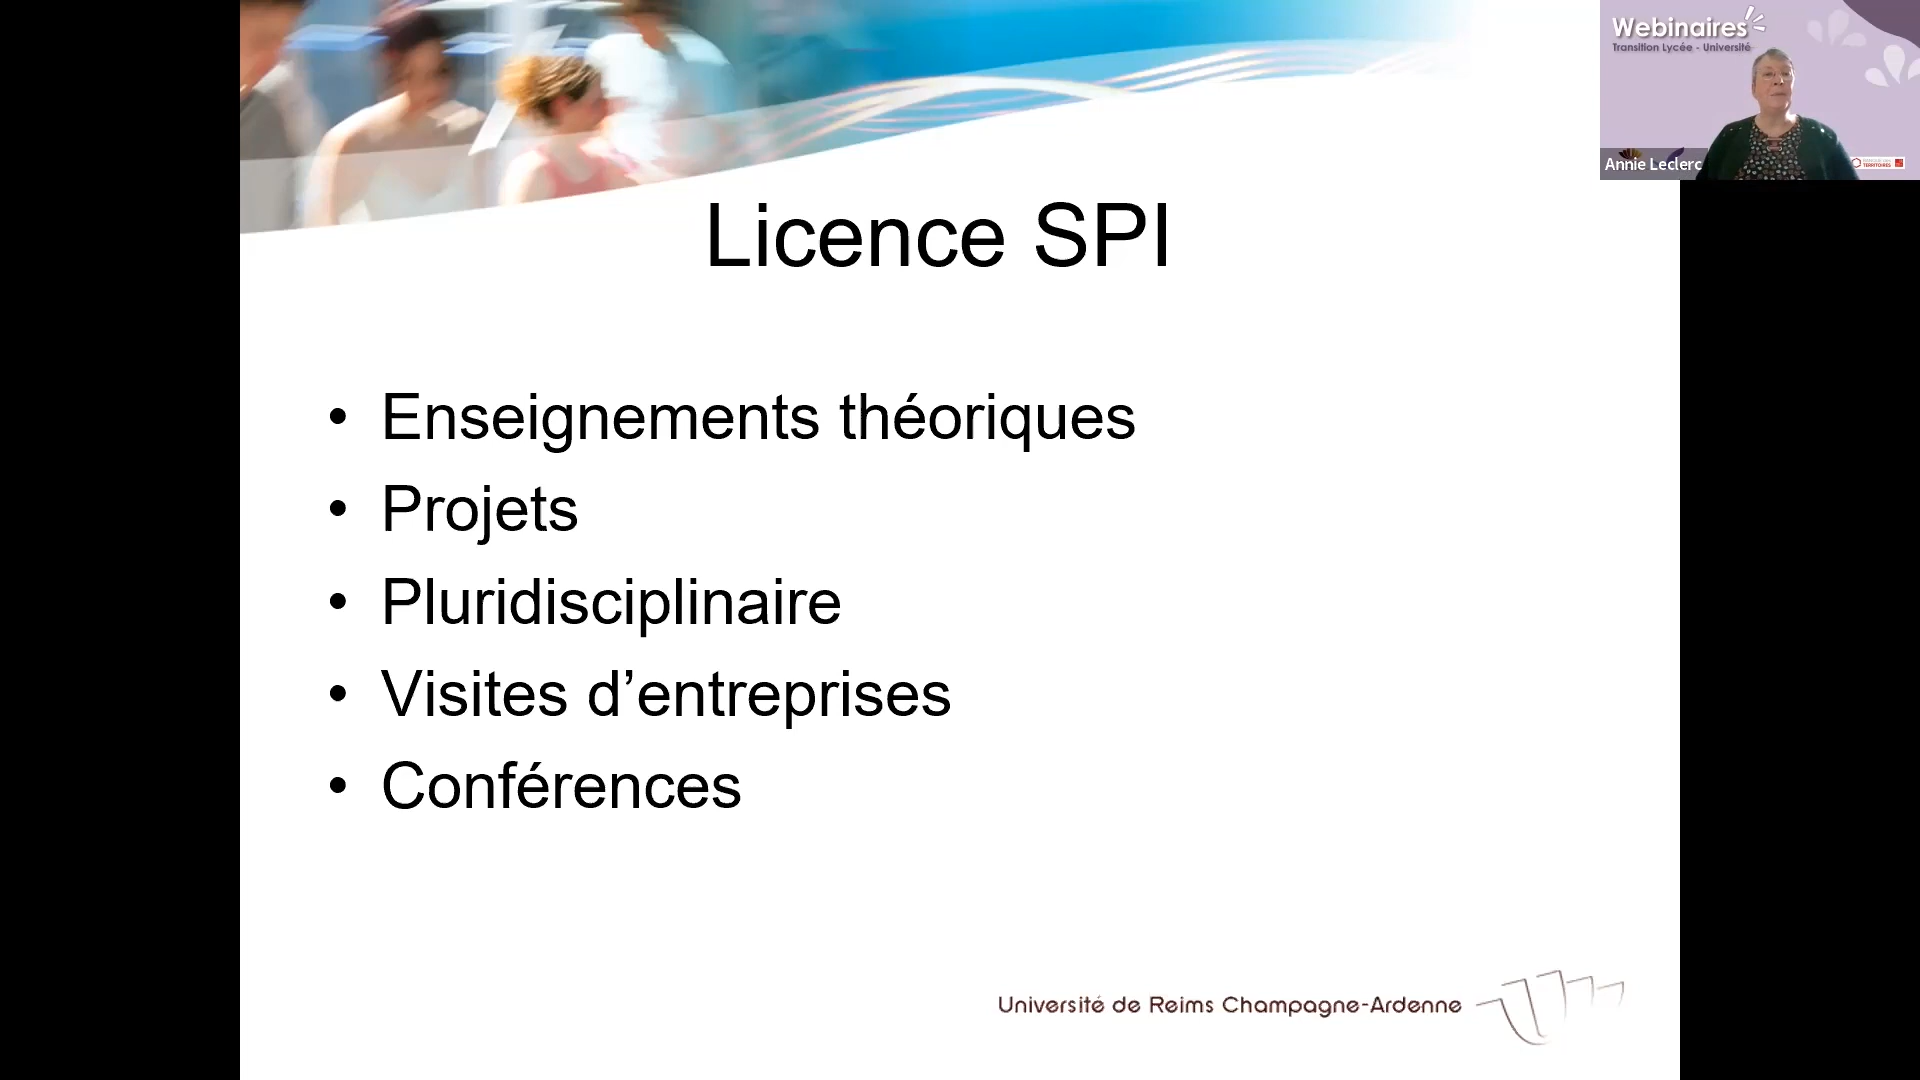 Webinaires
Transition Lycée - Université
Annie Leclerc
TERRITOIRES
Licence SPI
• Enseignements théoriques
• Projets
• Pluridisciplinaire
• Visites d’entreprises
• Conférences
Université de Reims Champagne-Ardenne